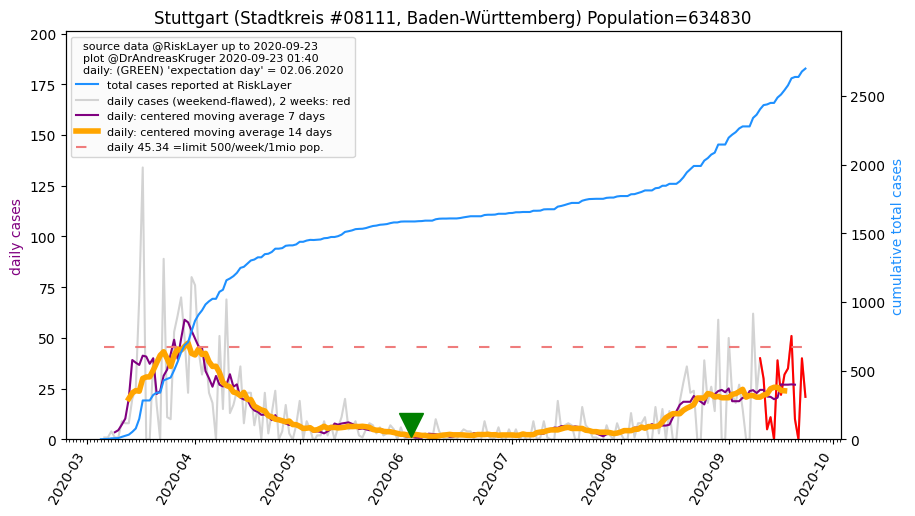 Stuttgart (Stadtkreis #08111, Baden-Württemberg) Population=634830
source data @RiskLayer up to 2020-09-23
plot @DrAndreasKruger 2020-09-23 01:40
daily: (GREEN) 'expectation day' = 02.06.2020
total cases reported at RiskLayer
daily cases (weekend-flawed), 2 weeks: red
daily: centered moving average 7 days
daily: centered moving average 14 days
daily 45.34 =limit 500/week/1mio pop.
daily cases
200
175
150
125
100
75
50
25
0
2500
2000
1500
1000
500
0
cumulative total cases
2020-03
2020-04
2020-05
2020-06
2020-07
2020-08
2020-09
2020-10